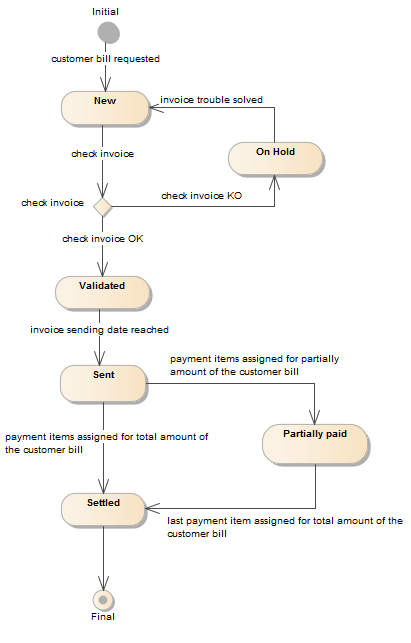 Initial
customer bill requested
New
invoice trouble solved
On Hold
check invoice
check invoice KO
check invoice
check invoice OK
Validated
invoice sending date reached
Sent
payment items assigned for partially
amount of the customer bill
Partially paid
payment items assigned for total amount of
the customer bill
Settled
last payment item assigned for total amount of the
customer bill
Final